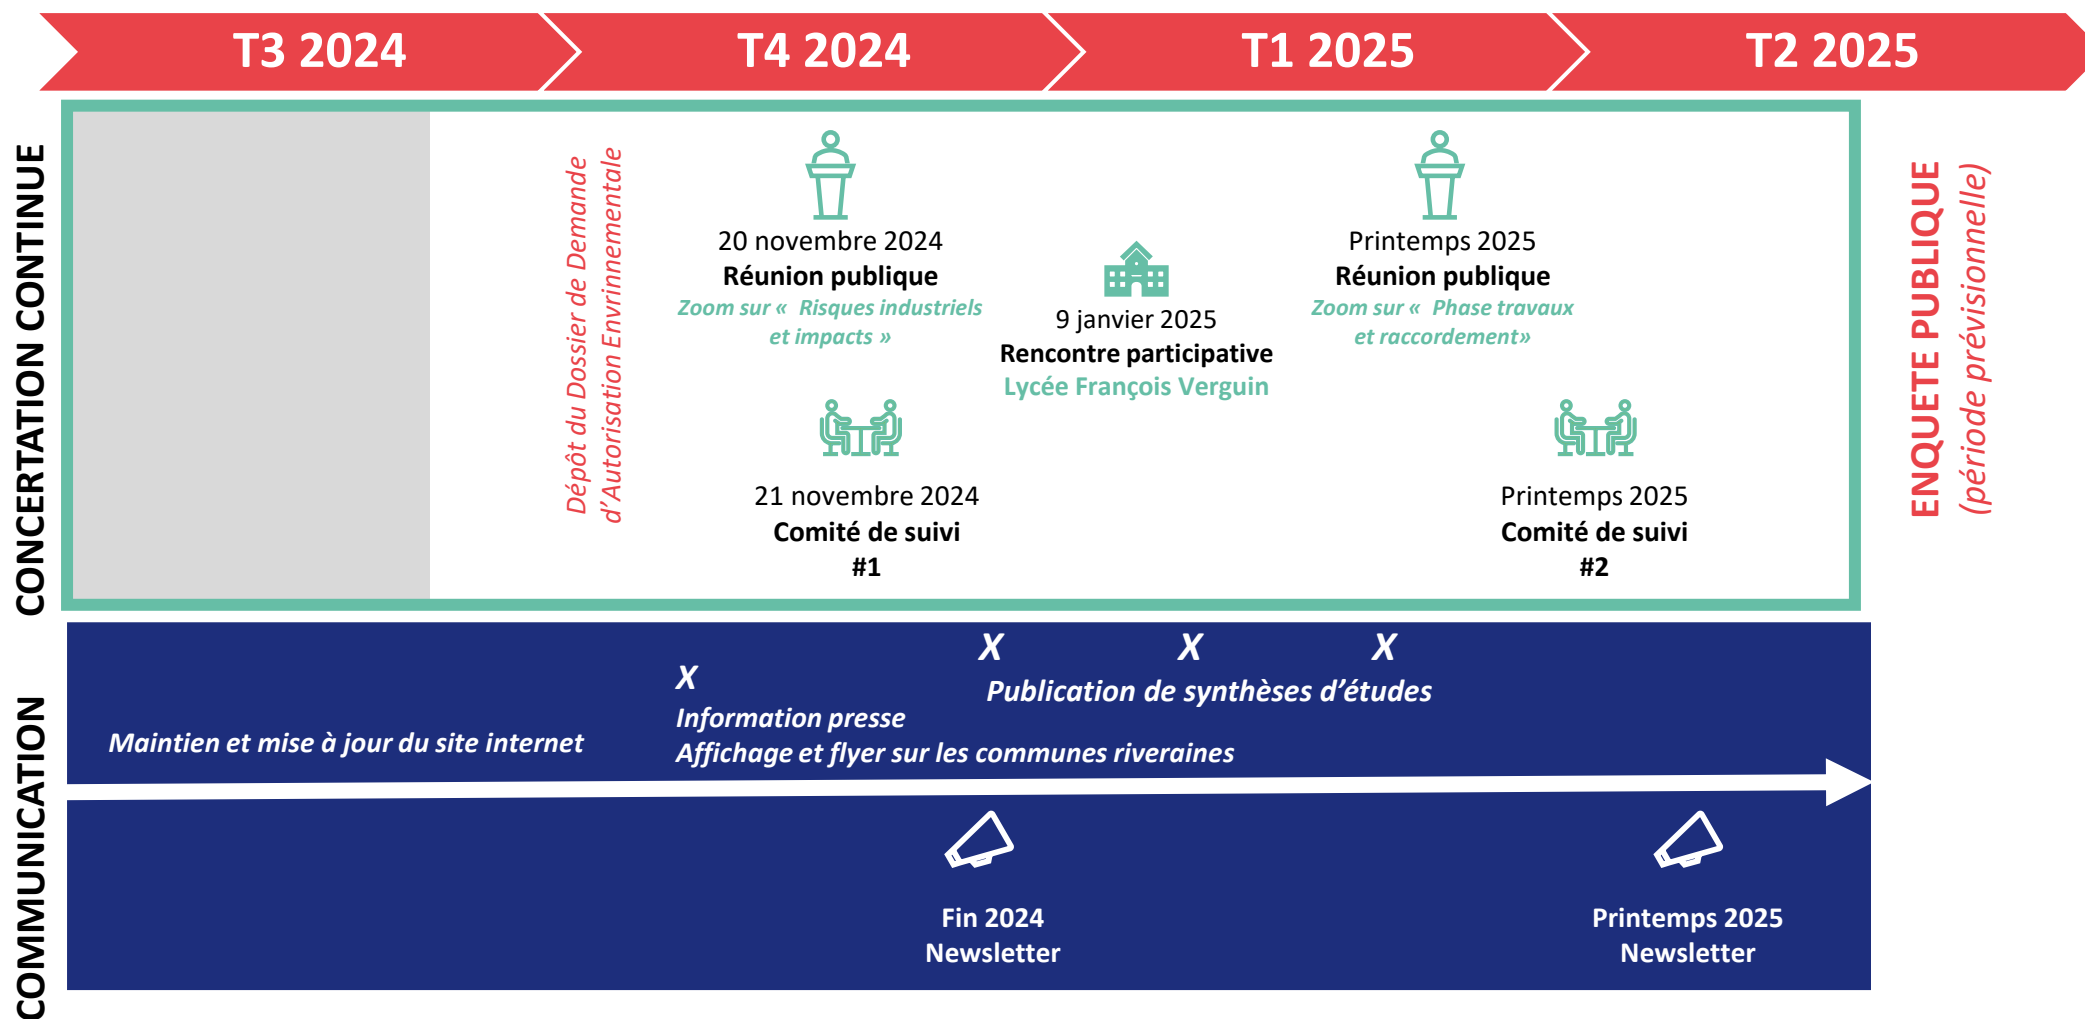 T3 2024
T4 2024
T1 2025
T2 2025
CONCERTATION CONTINUE
Dépôt du Dossier de Demande
d'Autorisation Envrinnementale
20 novembre 2024
Réunion publique
Zoom sur «  Risques industriels
et impacts »
21 novembre 2024
Comité de suivi
#1
9 janvier 2025
Rencontre participative
Lycée François Verguin
Printemps 2025
Réunion publique
Zoom sur «  Phase travaux
et raccordement»
Printemps 2025
Comité de suivi
#2
ENQUETE PUBLIQUE
(période prévisionnelle)
COMMUNICATION
Maintien et mise à jour du site internet
X
Information presse
Affichage et flyer sur les communes riveraines
X X X
Publication de synthèses d'études
Fin 2024
Newsletter
Printemps 2025
Newsletter